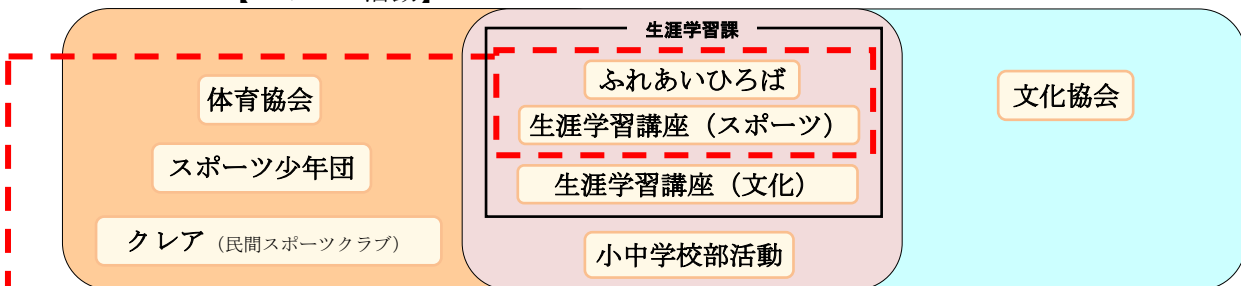 生涯学習課
ふれあいひろば
体育協会
文化協会
生涯学習講座（スポーツ）
スポーツ少年団
生涯学習講座（文化）
クレア（民間スポーツクラブ）
小中学校部活動